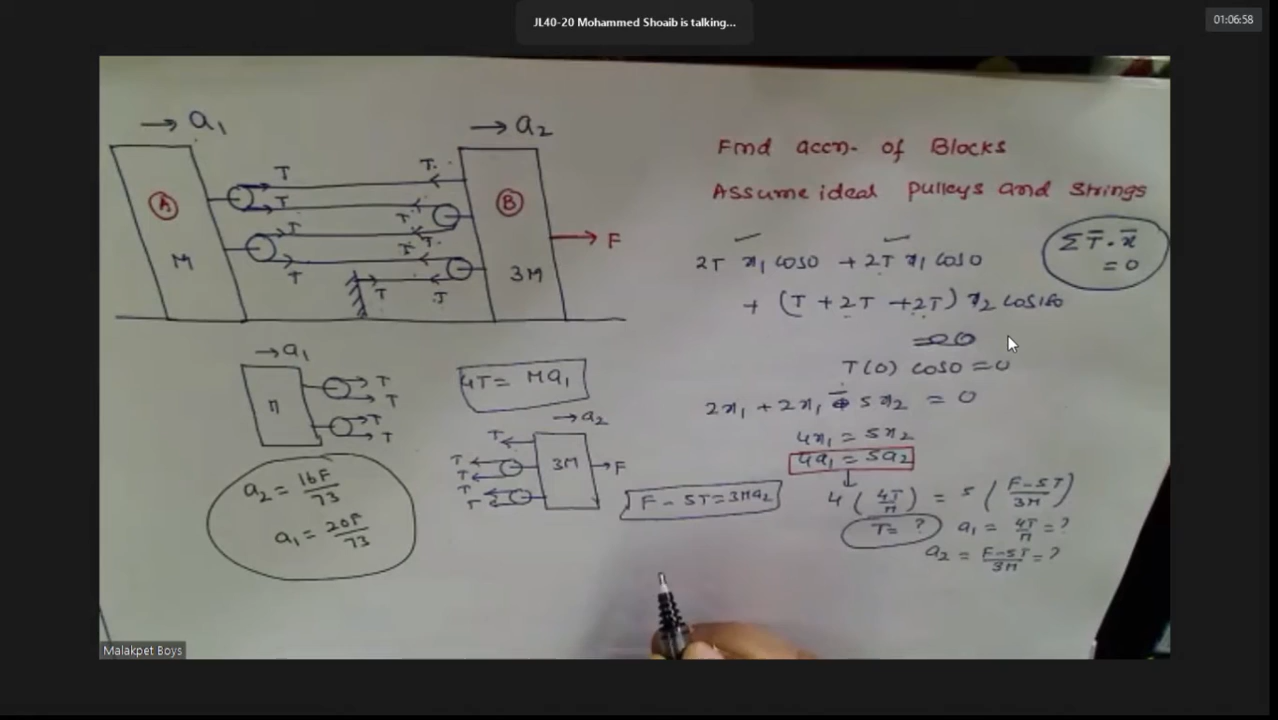 JL40-20 Mohammed Shoaib is talking...
01:06:58
→ a₁
→ a₂
Find accn. of Blocks
Assume ideal pulleys and strings
A
M
T
T
T
T
T
T
T
T
T
T
B
3M
F
2T x₁ cos0 + 2T x₁ cos0
+ (T + 2T + 2T) x₂ cos180
= 0
Σ T̄ · x̄
= 0
T(0) cos0 = 0
2x₁ + 2x₁ - 5x₂ = 0
4x₁ = 5x₂
4a₁ = 5a₂
4 (4T/M) = 5 (F-5T/3M)
T = ?
a₁ = 4T/M = ?
a₂ = F-5T/3M = ?
→ a₁
M
T
T
T
T
4T = Ma₁
→ a₂
T
T
T
T
T
3M
F
F - 5T = 3Ma₂
a₂ = 16F/73
a₁ = 20F/73
Malakpet Boys